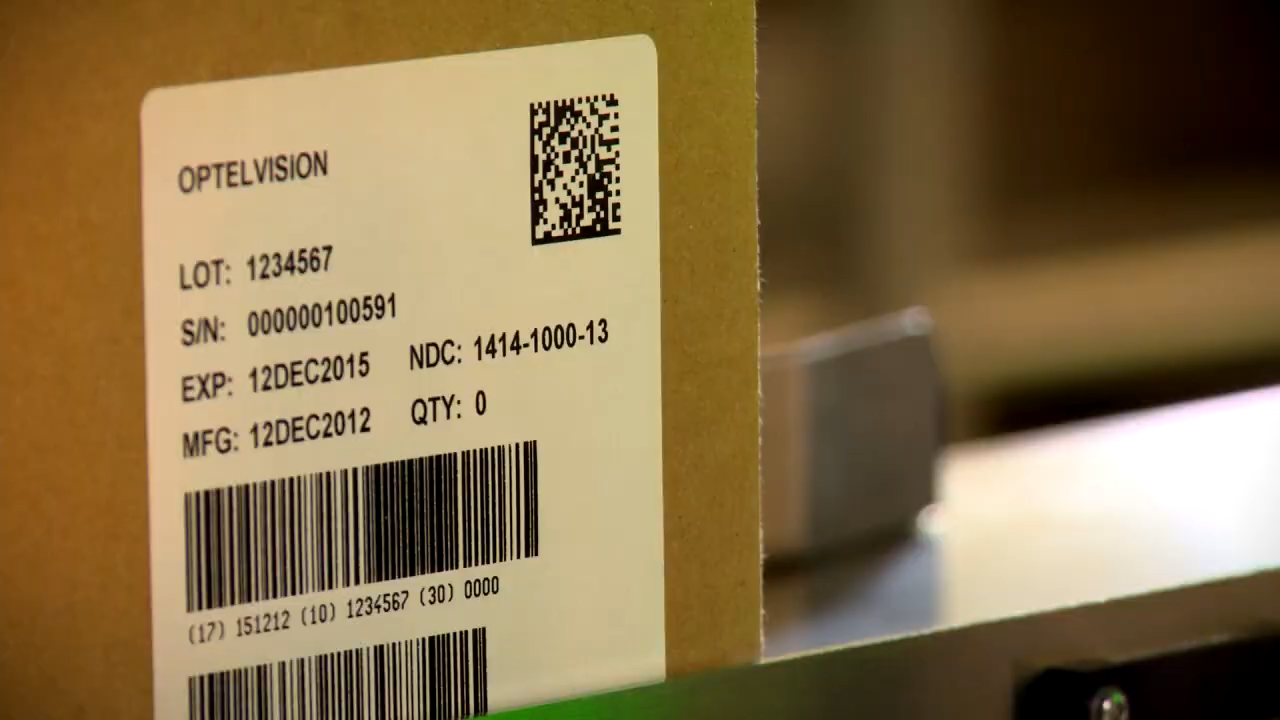 OPTELVISION
LOT: 1234567
S/N: 000000100591
EXP: 12DEC2015 NDC: 1414-1000-13
MFG: 12DEC2012 QTY: 0
(17) 151212 (10) 1234567 (30) 0000